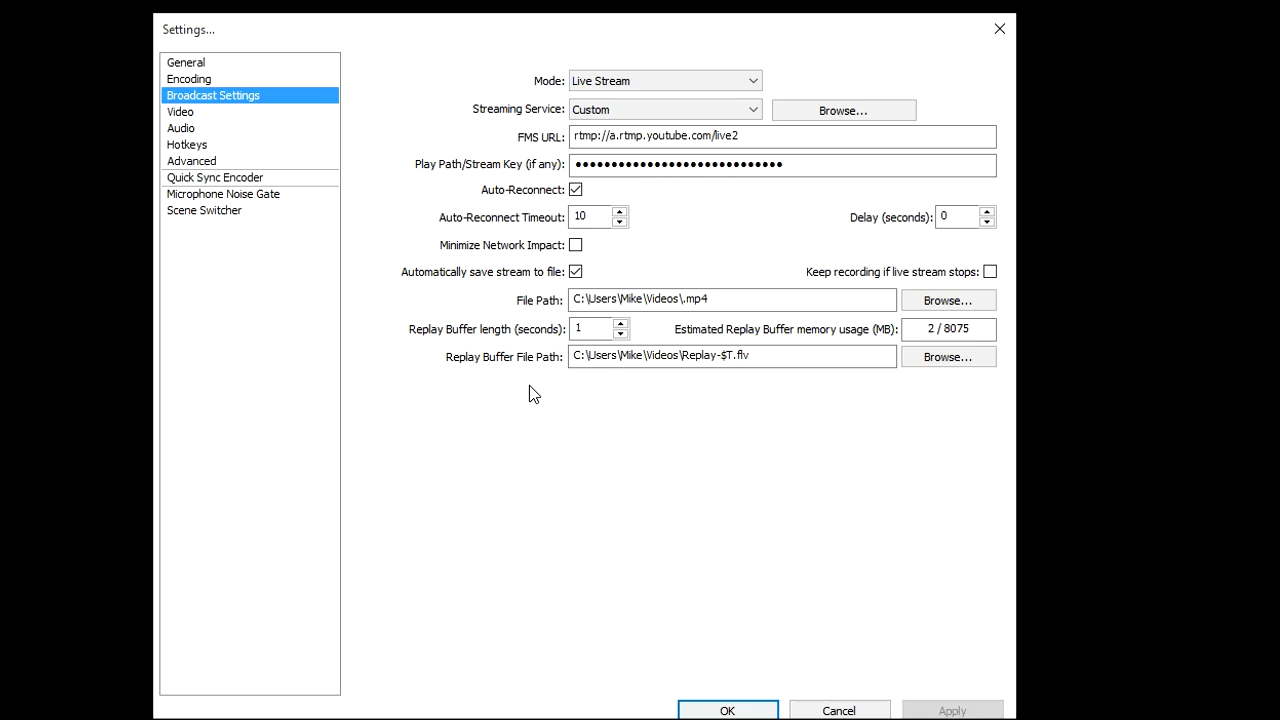 Settings...
General
Encoding
Broadcast Settings
Video
Audio
Hotkeys
Advanced
Quick Sync Encoder
Microphone Noise Gate
Scene Switcher
Mode: Live Stream
Streaming Service: Custom Browse...
FMS URL: rtmp://a.rtmp.youtube.com/live2
Play Path/Stream Key (if any): ●●●●●●●●●●●●●●●●●●●●●●●●●●●●●
Auto-Reconnect:
Auto-Reconnect Timeout: 10 Delay (seconds): 0
Minimize Network Impact:
Automatically save stream to file: Keep recording if live stream stops:
File Path: C:\Users\Mike\Videos\.mp4 Browse...
Replay Buffer length (seconds): 1 Estimated Replay Buffer memory usage (MB): 2 / 8075
Replay Buffer File Path: C:\Users\Mike\Videos\Replay-$T.flv Browse...
OK Cancel Apply